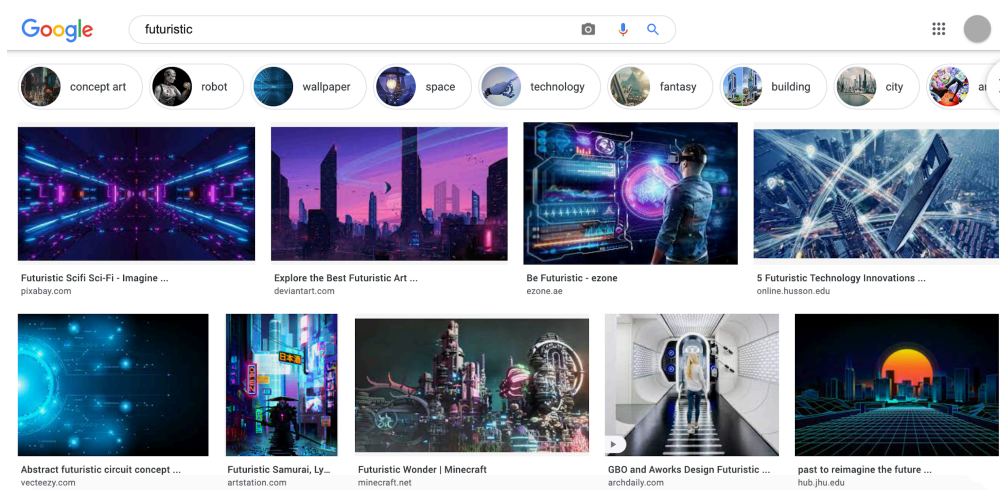 Google
futuristic
concept art
robot
wallpaper
space
technology
fantasy
building
city
Futuristic Scifi Sci-Fi - Imagine ...
pixabay.com
Explore the Best Futuristic Art ...
deviantart.com
Be Futuristic - ezone
ezone.ae
5 Futuristic Technology Innovations ...
online.husson.edu
日本酒
Abstract futuristic circuit concept ...
vecteezy.com
Futuristic Samurai, Ly...
artstation.com
Futuristic Wonder | Minecraft
minecraft.net
GBO and Aworks Design Futuristic ...
archdaily.com
past to reimagine the future ...
hub.jhu.edu